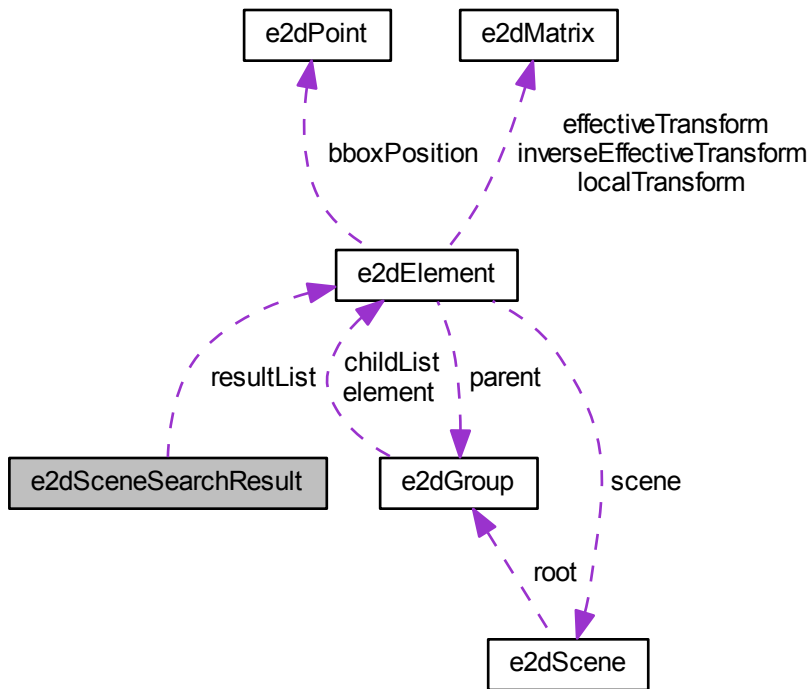 e2dPoint
e2dMatrix
bboxPosition
effectiveTransform
inverseEffectiveTransform
localTransform
e2dElement
resultList
childList
element
parent
e2dSceneSearchResult
e2dGroup
scene
root
e2dScene